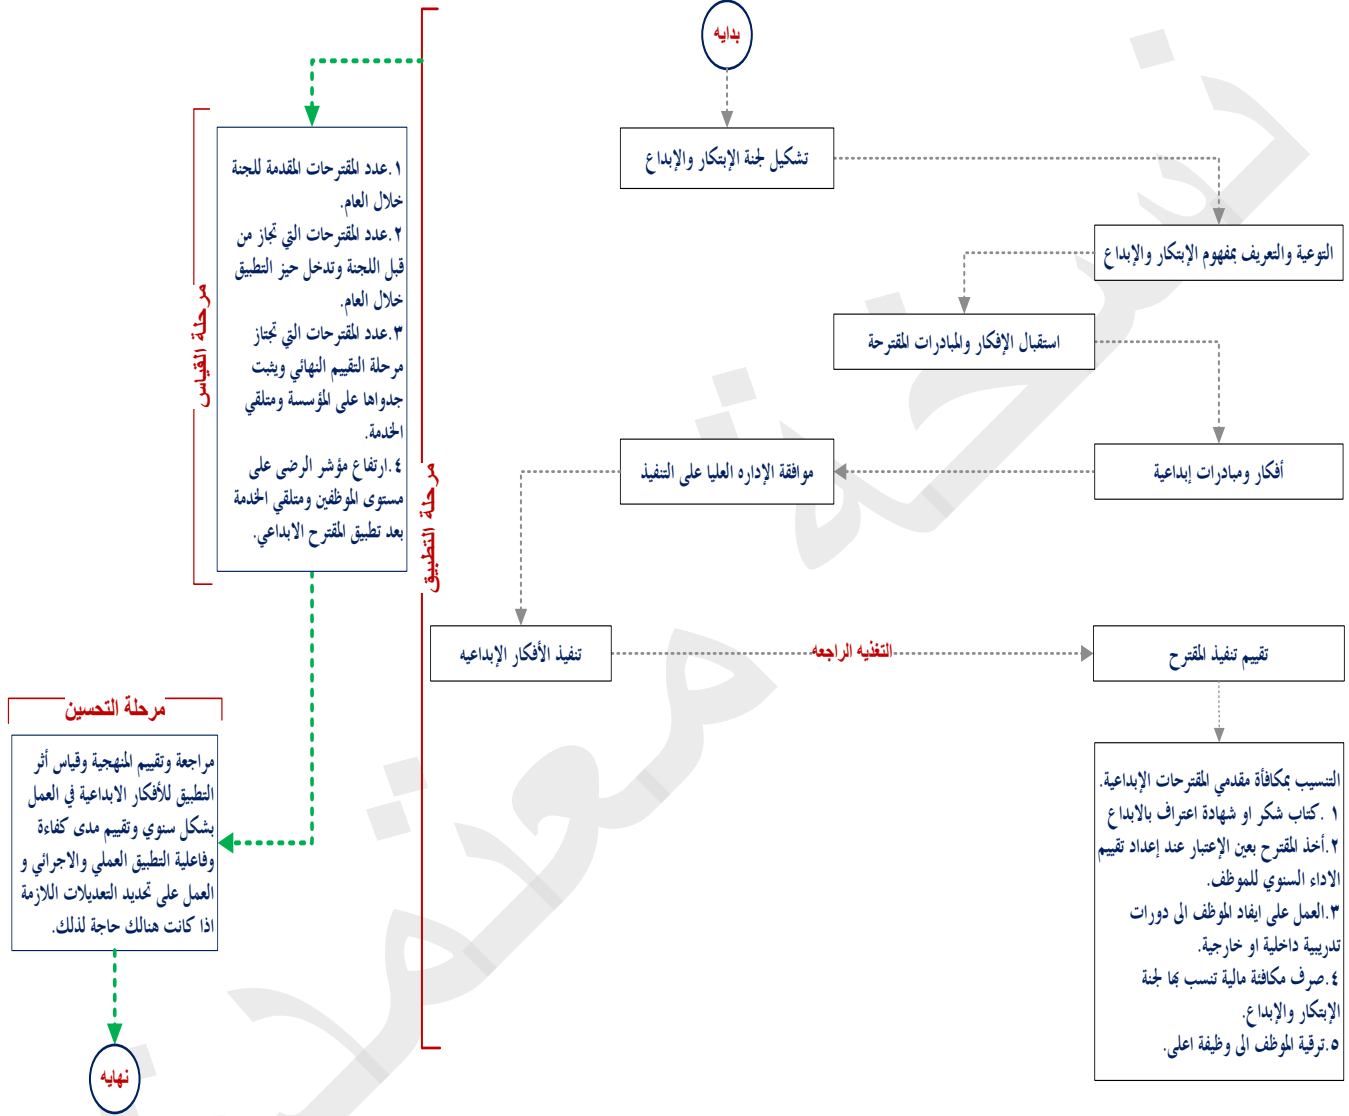 بدايه
تشكيل لجنة الإبتكار والإبداع
التوعية والتعريف بمفهوم الإبتكار والإبداع
استقبال الإفكار والمبادرات المقترحة
أفكار ومبادرات إبداعية
موافقة الإداره العليا على التنفيذ
تنفيذ الأفكار الإبداعيه
التغذيه الراجعه
تقييم تنفيذ المقترح
التنسيب بمكافأة مقدمي المقترحات الإبداعية.
١ .كتاب شكر او شهادة اعتراف بالابداع
٢.أخذ المقترح بعين الإعتبار عند إعداد تقييم
الاداء السنوي للموظف.
٣.العمل على ايفاد الموظف الى دورات
تدريبية داخلية او خارجية.
٤.صرف مكافئة مالية تنسب بها لجنة
الإبتكار والإبداع.
٥.ترقية الموظف الى وظيفة اعلى.
مرحلة التطبيق
١.عدد المقترحات المقدمة للجنة
خلال العام.
٢.عدد المقترحات التي تجاز من
قبل اللجنة وتدخل حيز التطبيق
خلال العام.
٣.عدد المقترحات التي تجتاز
مرحلة التقييم النهائي ويثبت
جدواها على المؤسسة ومتلقي
الخدمة.
٤.ارتفاع مؤشر الرضى على
مستوى الموظفين ومتلقي الخدمة
بعد تطبيق المقترح الابداعي.
مرحلة القياس
مرحلة التحسين
مراجعة وتقييم المنهجية وقياس أثر
التطبيق للأفكار الابداعية في العمل
بشكل سنوي وتقييم مدى كفاءة
وفاعلية التطبيق العملي والاجرائي و
العمل على تحديد التعديلات اللازمة
اذا كانت هنالك حاجة لذلك.
نهايه
نسخة معتمدة